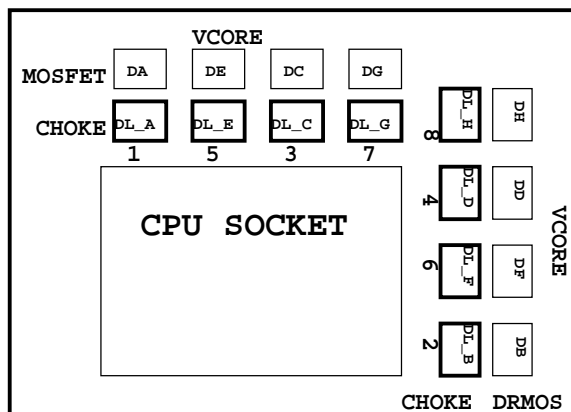 VCORE
MOSFET DA DE DC DG
CHOKE DL_A DL_E DL_C DL_G
1 5 3 7
CPU SOCKET
8 DL_H DH
4 DL_D DD
6 DL_F DF
2 DL_B DB
VCORE
CHOKE DRMOS